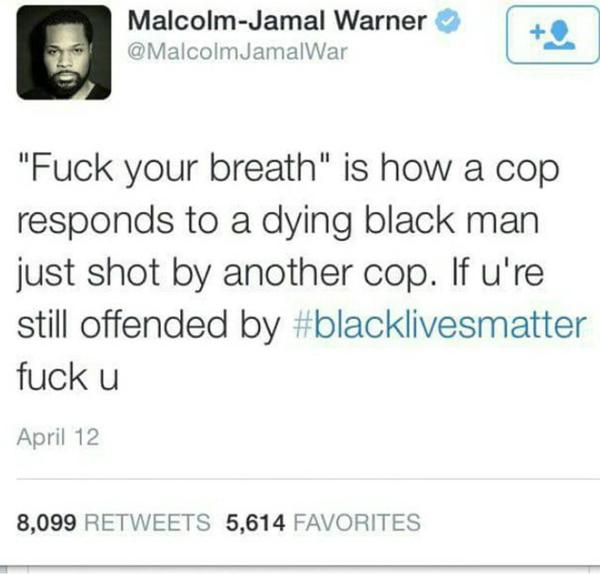 Malcolm-Jamal Warner
@MalcolmJamalWar
"Fuck your breath" is how a cop
responds to a dying black man
just shot by another cop. If u're
still offended by #blacklivesmatter
fuck u
April 12
8,099 RETWEETS 5,614 FAVORITES